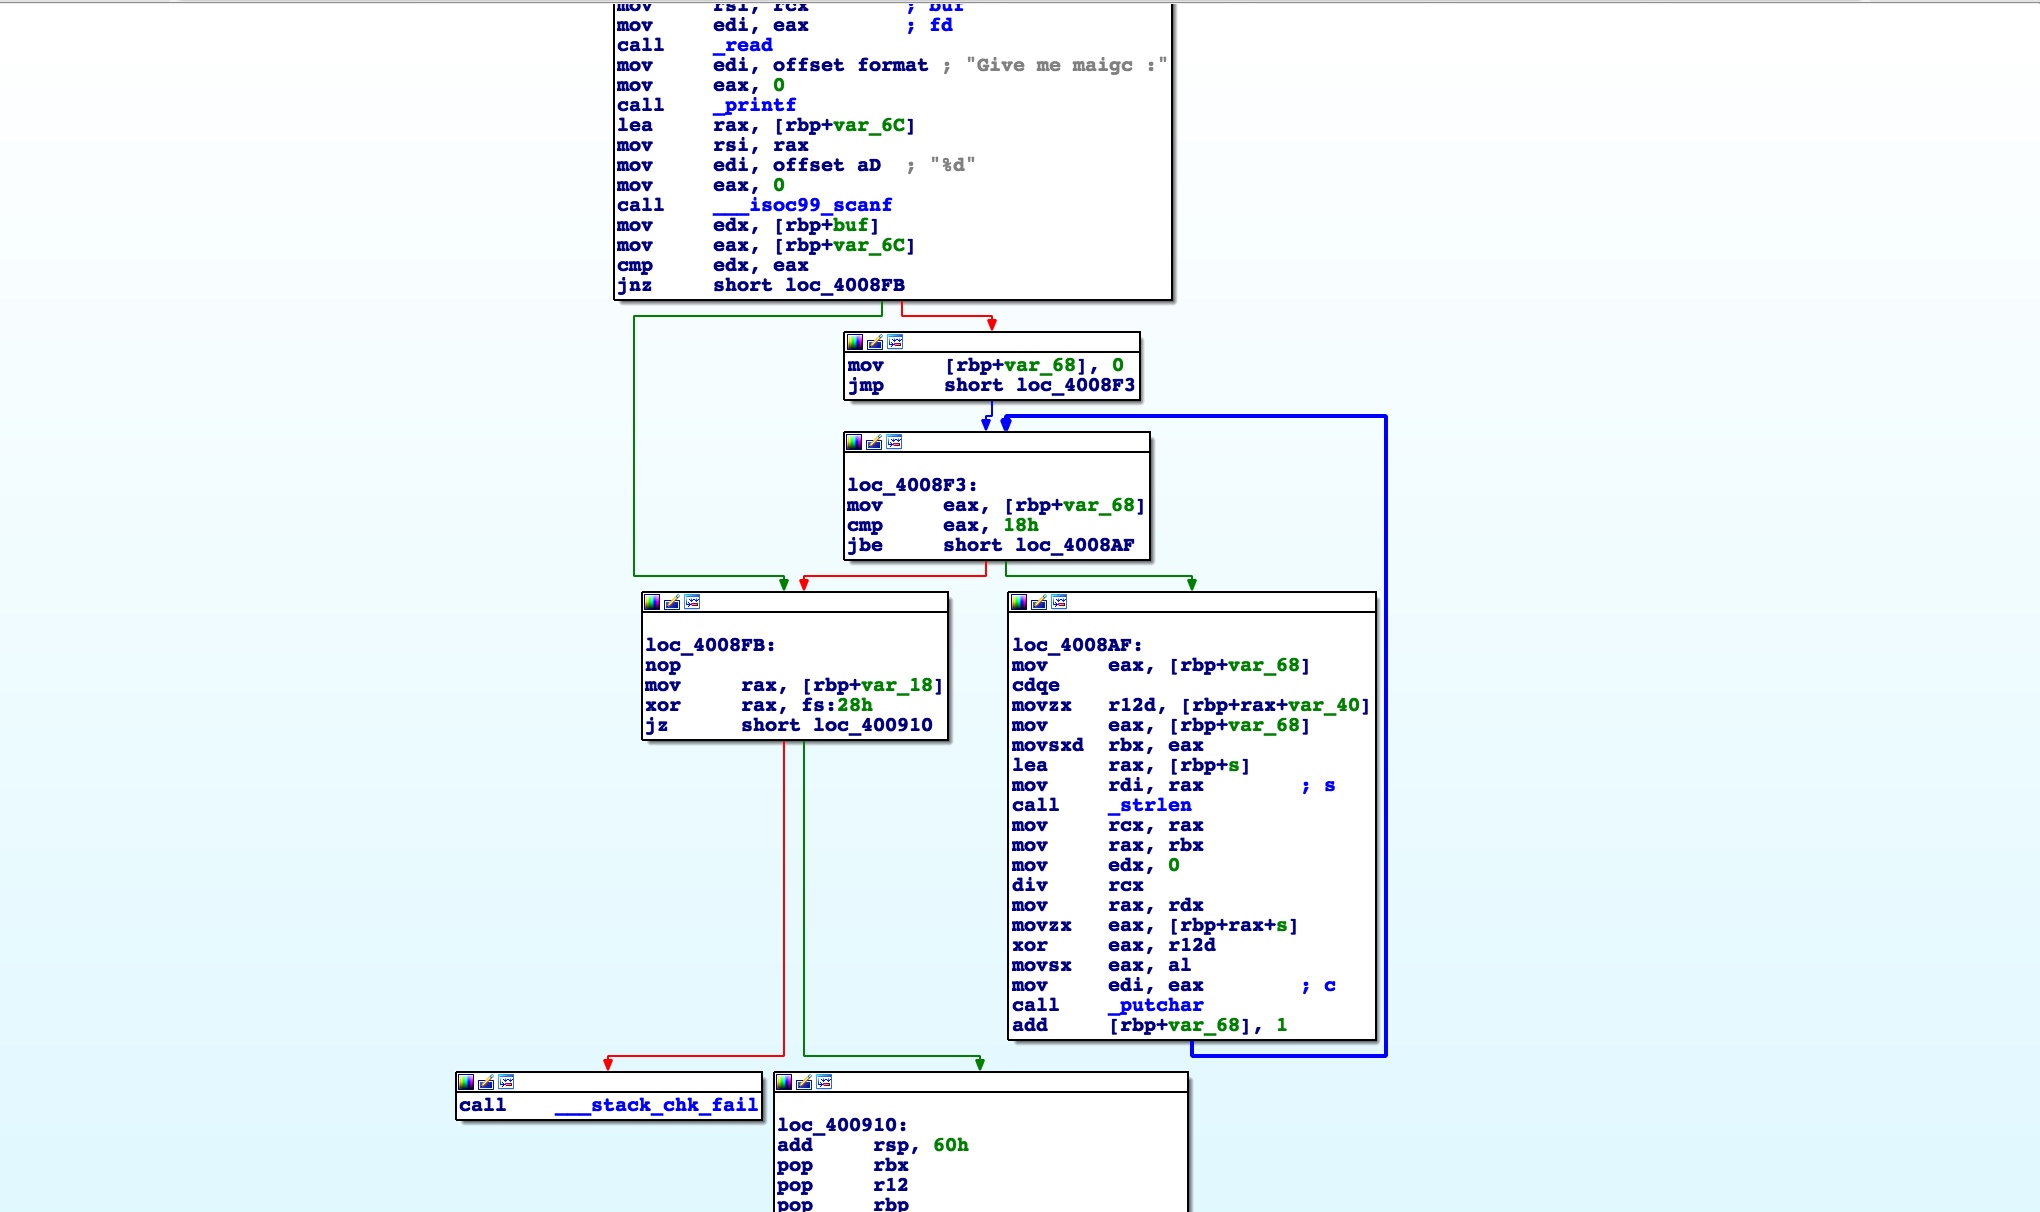 mov rsi, rcx ; buf
mov edi, eax ; fd
call _read
mov edi, offset format ; "Give me maigc :"
mov eax, 0
call _printf
lea rax, [rbp+var_6C]
mov rsi, rax
mov edi, offset aD ; "%d"
mov eax, 0
call ___isoc99_scanf
mov edx, [rbp+buf]
mov eax, [rbp+var_6C]
cmp edx, eax
jnz short loc_4008FB
mov [rbp+var_68], 0
jmp short loc_4008F3
loc_4008F3:
mov eax, [rbp+var_68]
cmp eax, 18h
jbe short loc_4008AF
loc_4008FB:
nop
mov rax, [rbp+var_18]
xor rax, fs:28h
jz short loc_400910
loc_4008AF:
mov eax, [rbp+var_68]
cdqe
movzx r12d, [rbp+rax+var_40]
mov eax, [rbp+var_68]
movsxd rbx, eax
lea rax, [rbp+s]
mov rdi, rax ; s
call _strlen
mov rcx, rax
mov rax, rbx
mov edx, 0
div rcx
mov rax, rdx
movzx eax, [rbp+rax+s]
xor eax, r12d
movsx eax, al
mov edi, eax ; c
call _putchar
add [rbp+var_68], 1
call ___stack_chk_fail
loc_400910:
add rsp, 60h
pop rbx
pop r12
pop rbp